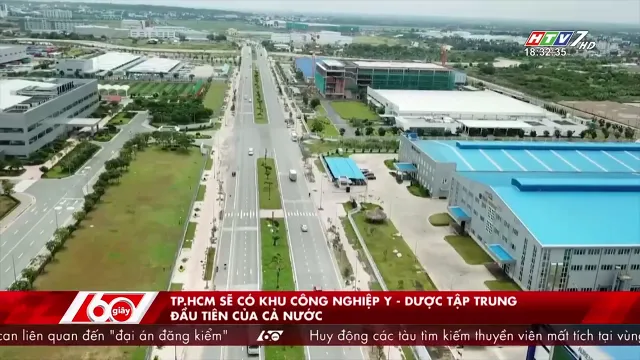 HTV7 HD
18:32:35
60 giây
TP.HCM SẼ CÓ KHU CÔNG NGHIỆP Y - DƯỢC TẬP TRUNG
ĐẦU TIÊN CỦA CẢ NƯỚC
can liên quan đến "đại án đăng kiểm" Huy động các tàu tìm kiếm thuyền viên mất tích tại vùn